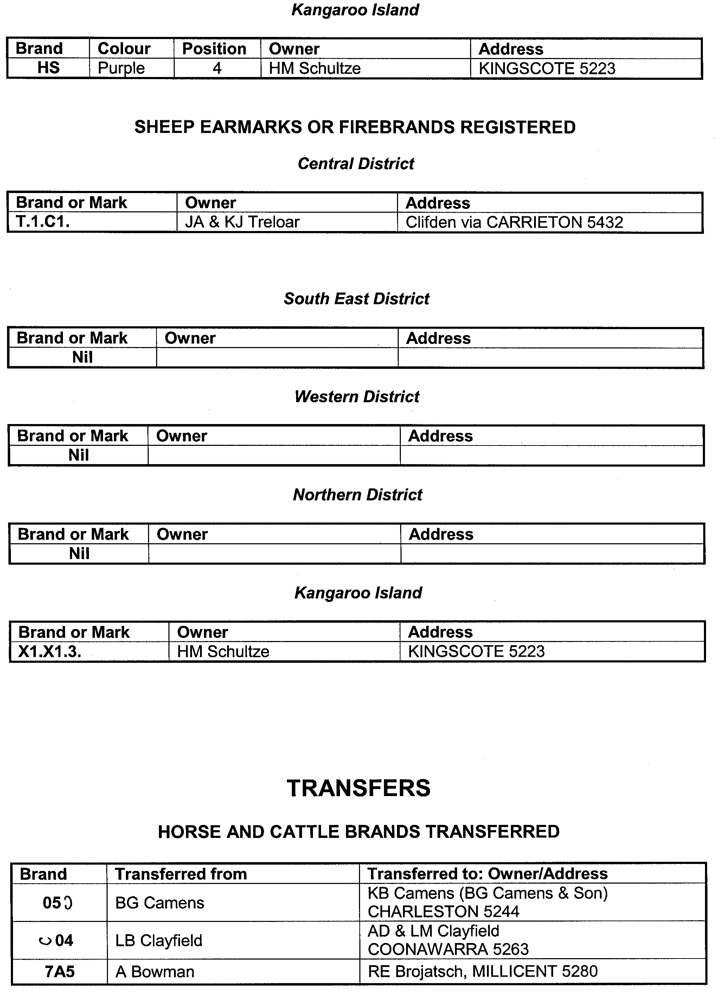 Kangaroo Island
Brand Colour Position Owner Address
HS Purple 4 HM Schultze KINGSCOTE 5223
SHEEP EARMARKS OR FIREBRANDS REGISTERED
Central District
Brand or Mark Owner Address
T.1.C1. JA & KJ Treloar Clifden via CARRIETON 5432
South East District
Brand or Mark Owner Address
Nil
Western District
Brand or Mark Owner Address
Nil
Northern District
Brand or Mark Owner Address
Nil
Kangaroo Island
Brand or Mark Owner Address
X1.X1.3. HM Schultze KINGSCOTE 5223
TRANSFERS
HORSE AND CATTLE BRANDS TRANSFERRED
Brand Transferred from Transferred to: Owner/Address
05 BG Camens KB Camens (BG Camens & Son)
CHARLESTON 5244
04 LB Clayfield AD & LM Clayfield
COONAWARRA 5263
7A5 A Bowman RE Brojatsch, MILLICENT 5280